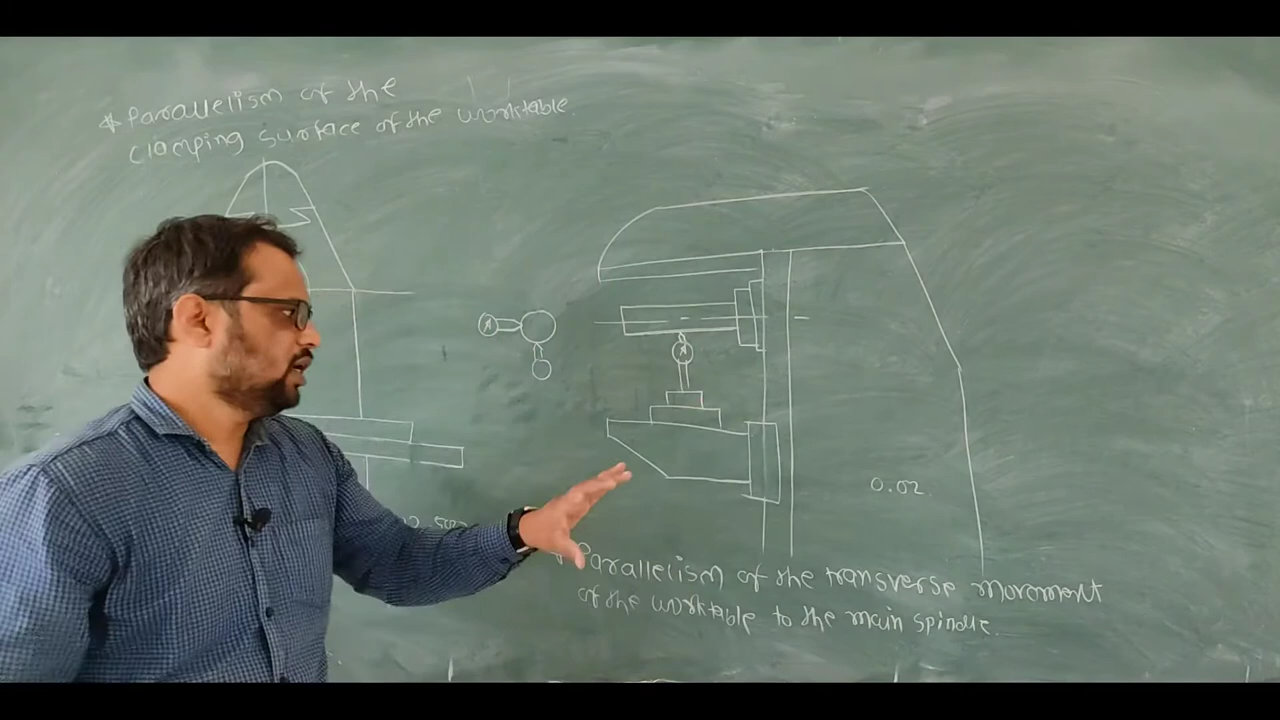 * Parallelism of the
clamping surface of the worktable.
0.02
Parallelism of the transverse movement
of the worktable to the main spindle.